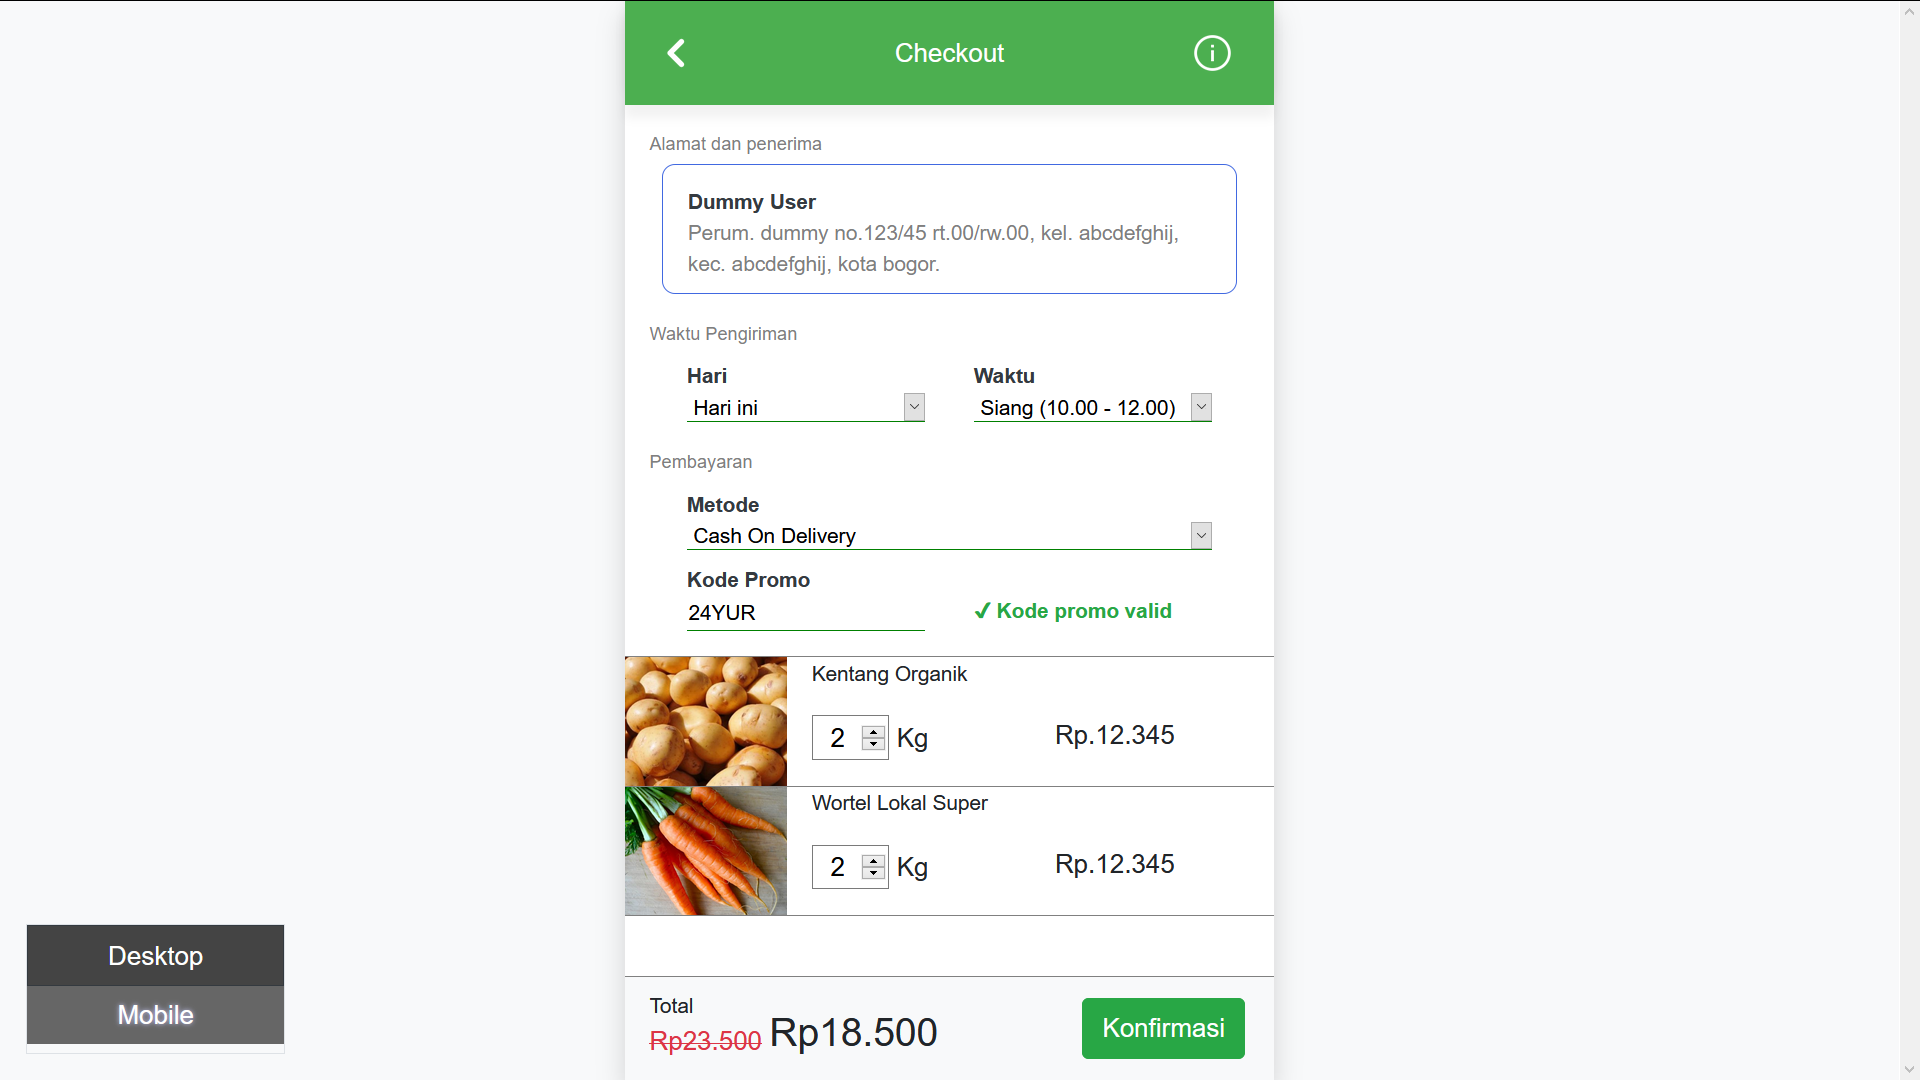 Checkout
Alamat dan penerima
Dummy User
Perum. dummy no.123/45 rt.00/rw.00, kel. abcdefghij,
kec. abcdefghij, kota bogor.
Waktu Pengiriman
Hari
Waktu
Hari ini
Siang (10.00 - 12.00)
Pembayaran
Metode
Cash On Delivery
Kode Promo
24YUR
✓ Kode promo valid
Kentang Organik
2 Kg
Rp.12.345
Wortel Lokal Super
2 Kg
Rp.12.345
Desktop
Mobile
Total
Rp23.500 Rp18.500
Konfirmasi